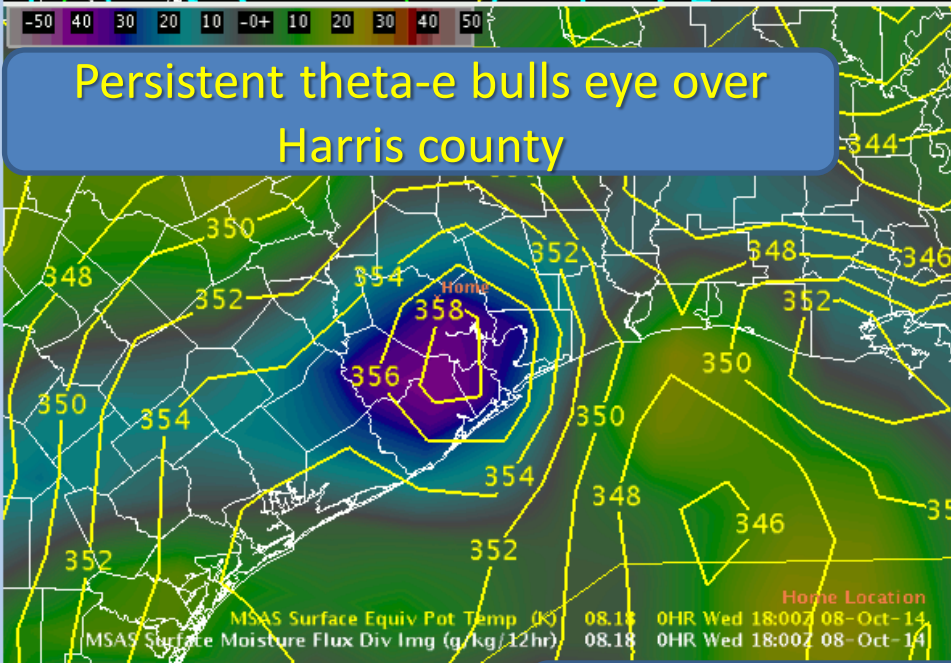 -50 40 30 20 10 -0+ 10 20 30 40 50
Persistent theta-e bulls eye over
Harris county
344
350
352
348
346
348
354
Home
352
358
352
350
356
350
354
350
354
348
346
352
352
Home Location
MSAS Surface Equiv Pot Temp (K) 08.18 0HR Wed 18:00Z 08-Oct-14
MSAS Surface Moisture Flux Div Img (g/kg/12hr) 08.18 0HR Wed 18:00Z 08-Oct-14